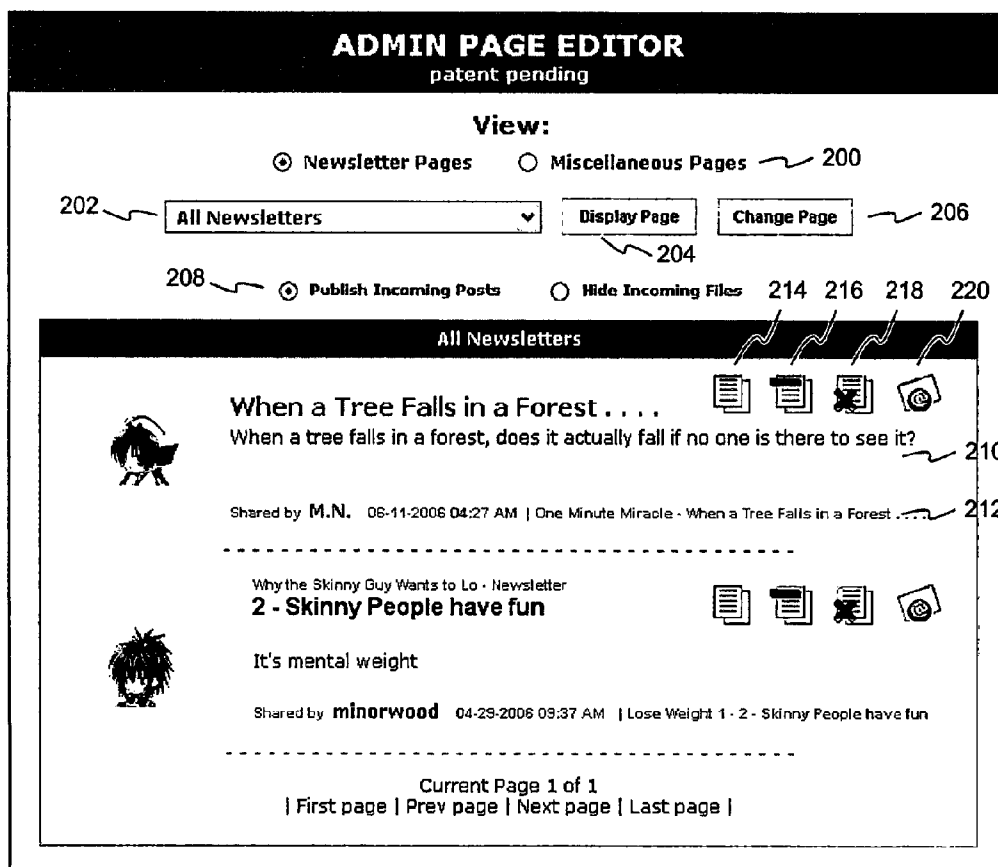 ADMIN PAGE EDITOR
patent pending
View:
Newsletter Pages Miscellaneous Pages 200
202 All Newsletters Display Page Change Page 206
204
208 Publish Incoming Posts Hide Incoming Files 214 216 218 220
All Newsletters
When a Tree Falls in a Forest . . . .
When a tree falls in a forest, does it actually fall if no one is there to see it?
210
Shared by M.N. 06-11-2006 04:27 AM | One Minute Miracle - When a Tree Falls in a Forest . . . . 212
Why the Skinny Guy Wants to Lo - Newsletter
2 - Skinny People have fun
It's mental weight
Shared by minorwood 04-29-2006 09:37 AM | Lose Weight 1 - 2 - Skinny People have fun
Current Page 1 of 1
| First page | Prev page | Next page | Last page |